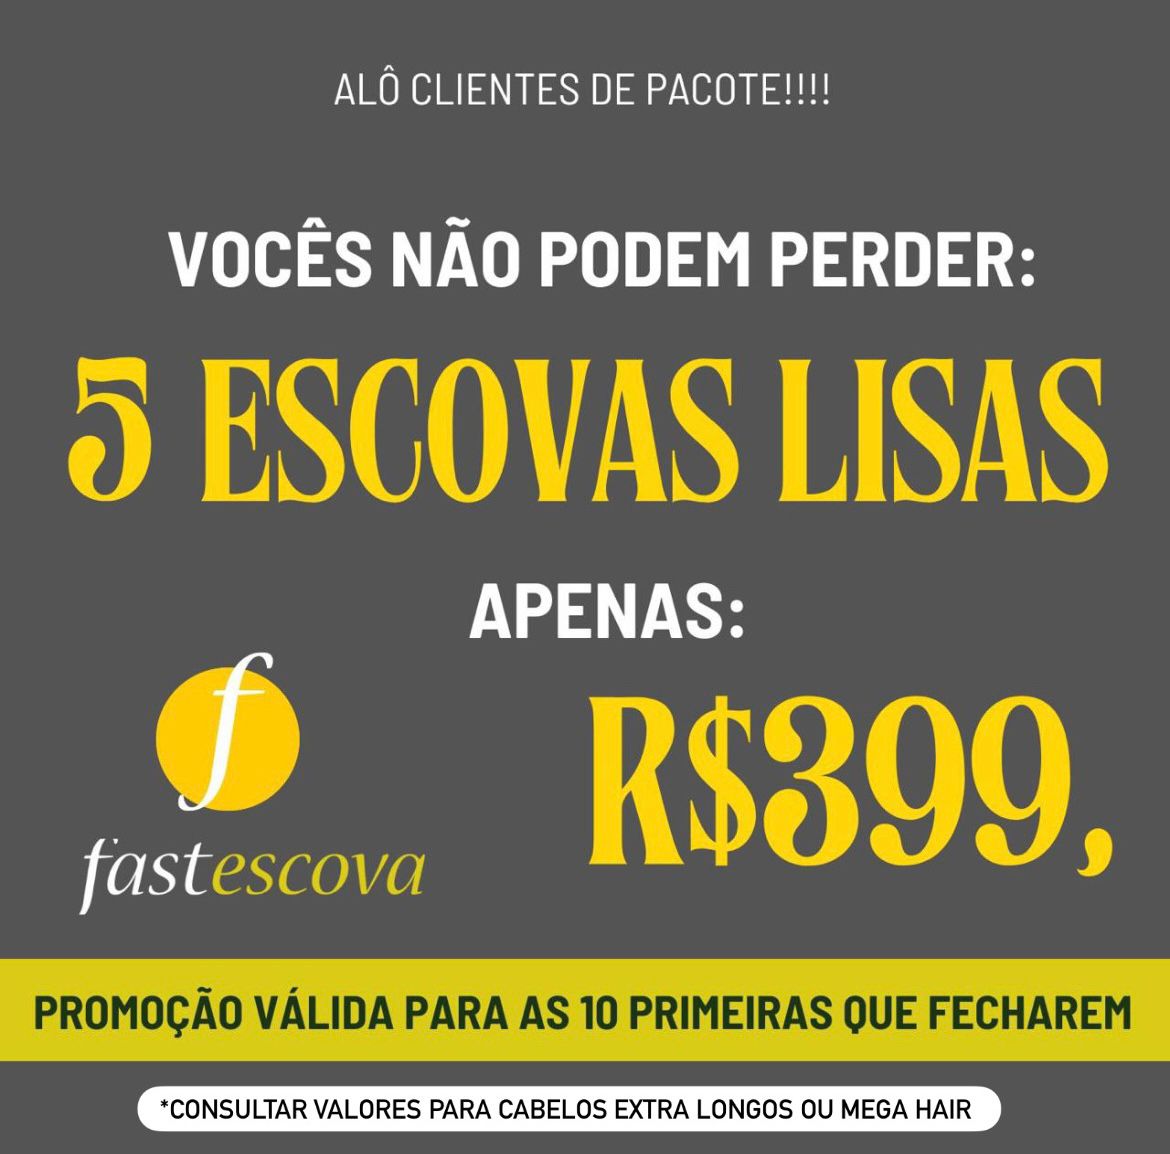 ALÔ CLIENTES DE PACOTE!!!!
VOCÊS NÃO PODEM PERDER:
5 ESCOVAS LISAS
APENAS:
R$399,
f
fastescova
PROMOÇÃO VÁLIDA PARA AS 10 PRIMEIRAS QUE FECHAREM
*CONSULTAR VALORES PARA CABELOS EXTRA LONGOS OU MEGA HAIR